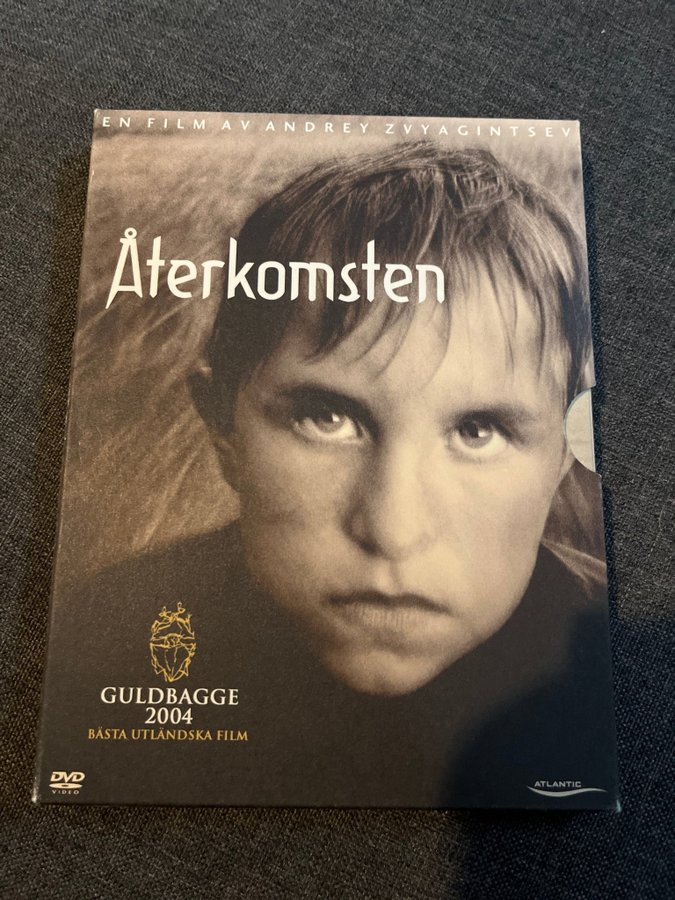 EN FILM AV ANDREY ZVYAGINTSEV
Återkomsten
GULDBAGGE
2004
BÄSTA UTLÄNDSKA FILM
DVD
VIDEO
ATLANTIC